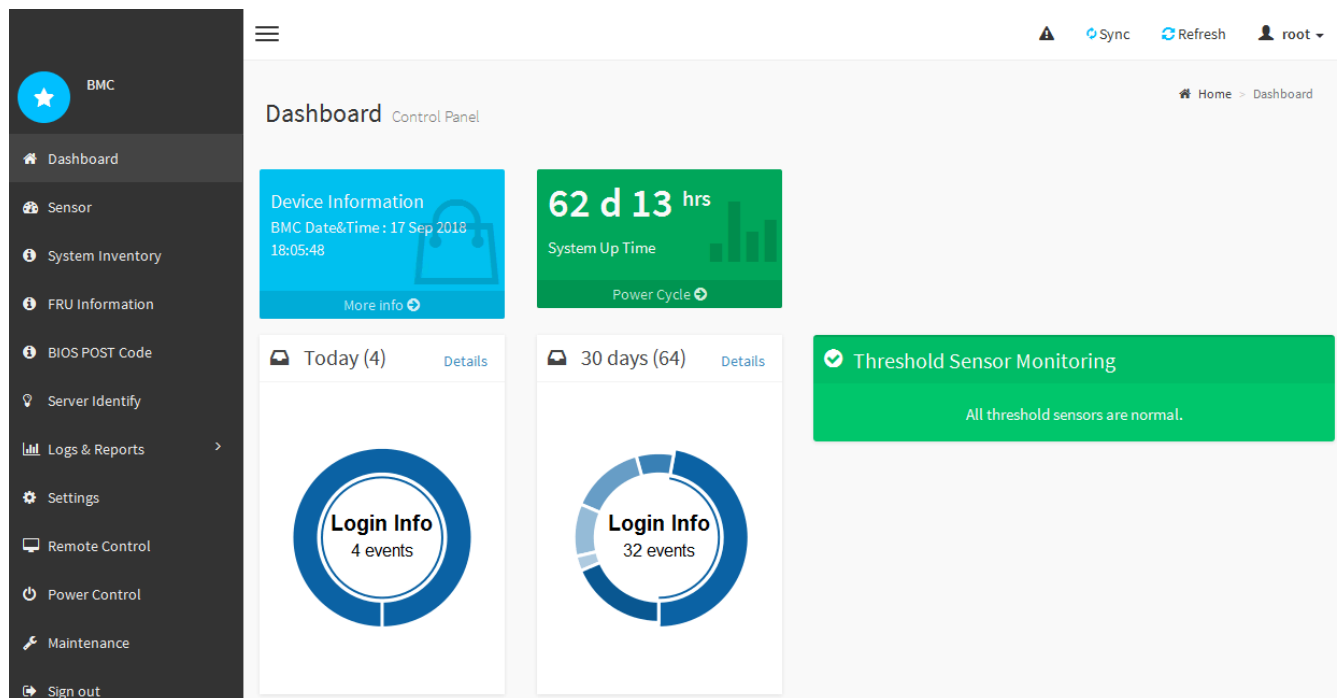 Sync
Refresh
root
BMC
Home > Dashboard
Dashboard Control Panel
Dashboard
Sensor
System Inventory
FRU Information
BIOS POST Code
Server Identify
Logs & Reports
Settings
Remote Control
Power Control
Maintenance
Sign out
Device Information
BMC Date&Time : 17 Sep 2018
18:05:48
More info
62 d 13 hrs
System Up Time
Power Cycle
Today (4) Details
Login Info
4 events
30 days (64) Details
Login Info
32 events
Threshold Sensor Monitoring
All threshold sensors are normal.